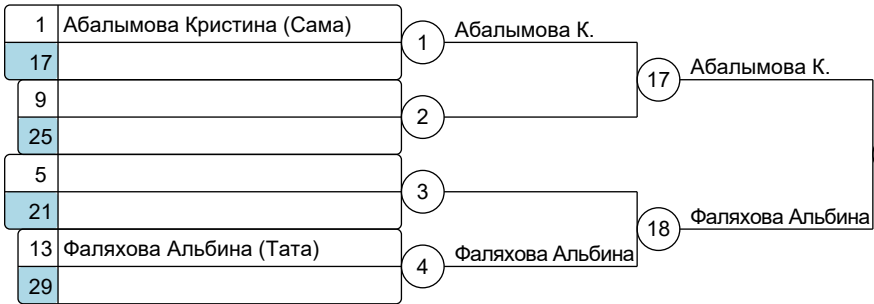 1 Абалымова Кристина (Сама)
17
1
Абалымова К.
9
25
2
17
Абалымова К.
5
21
3
13 Фаляхова Альбина (Тата)
29
4
Фаляхова Альбина
18
Фаляхова Альбина